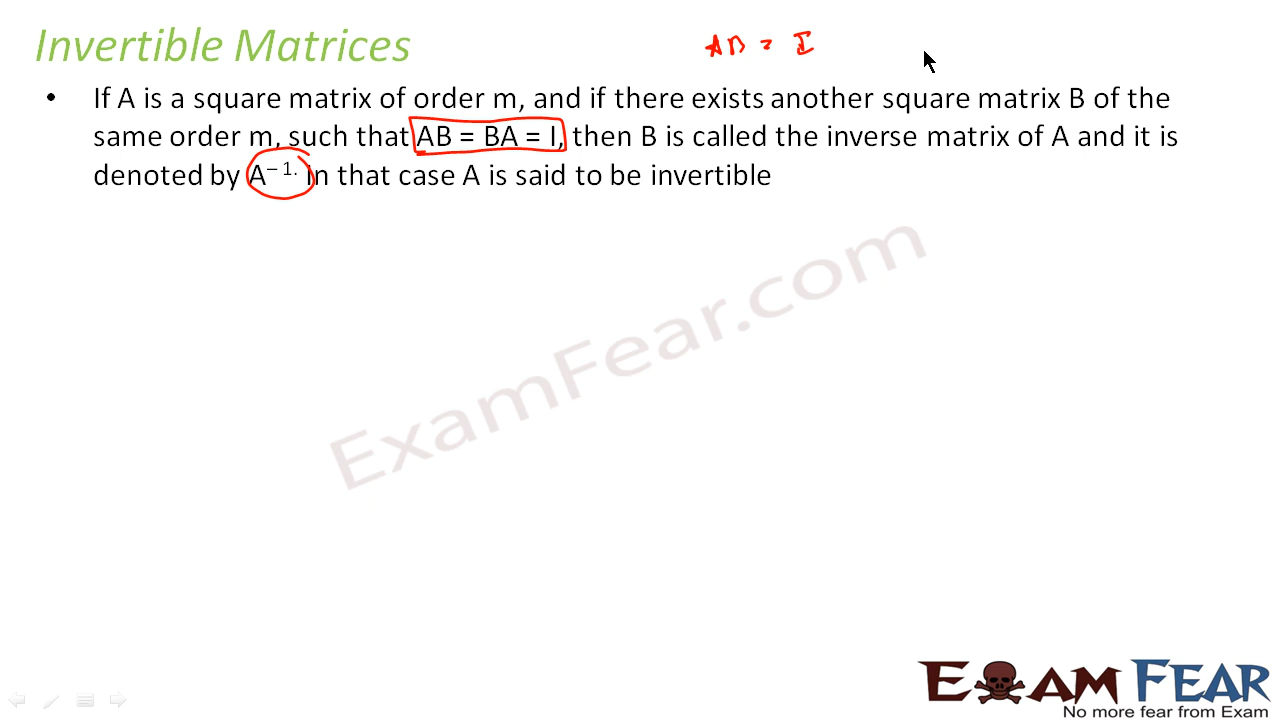 Invertible Matrices
AB = I
• If A is a square matrix of order m, and if there exists another square matrix B of the
same order m, such that AB = BA = I, then B is called the inverse matrix of A and it is
denoted by A⁻¹. in that case A is said to be invertible
ExamFear.com
EXAM FEAR
No more fear from Exam